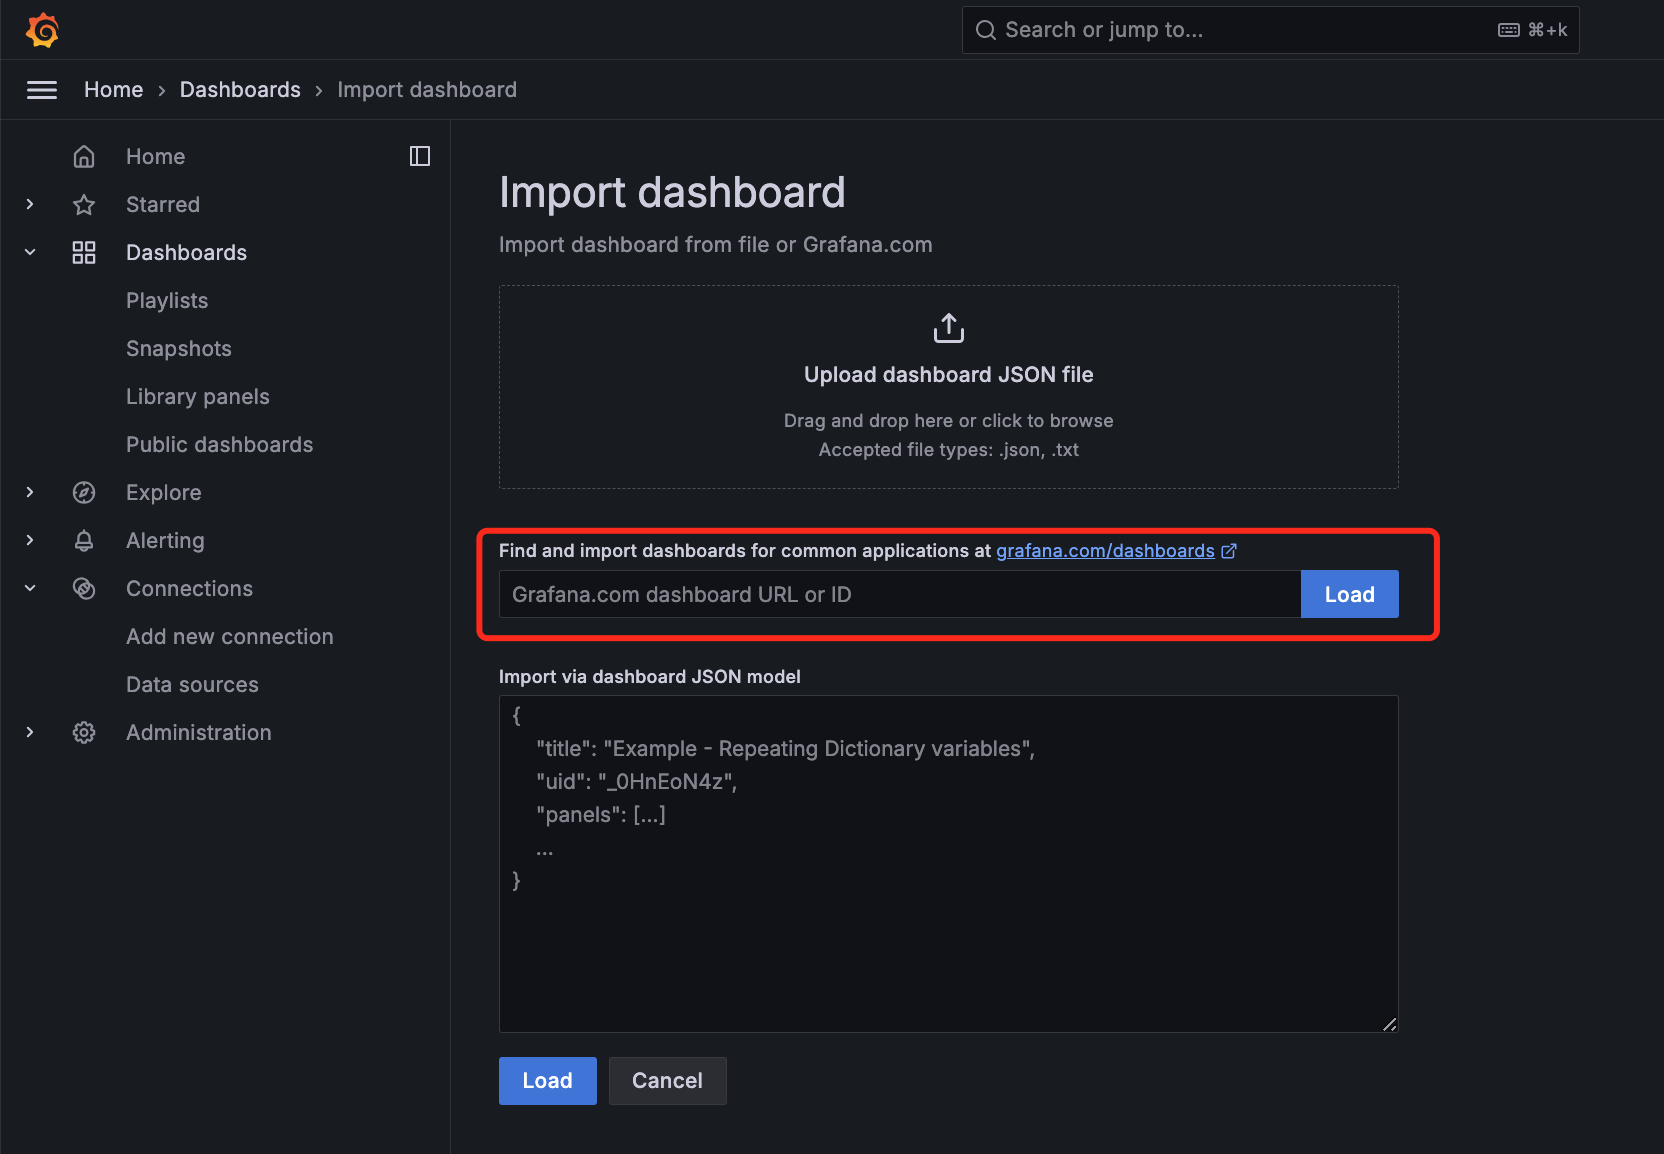 Search or jump to...
⌘+k
Home › Dashboards › Import dashboard
Home
Starred
Dashboards
Playlists
Snapshots
Library panels
Public dashboards
Explore
Alerting
Connections
Add new connection
Data sources
Administration
Import dashboard
Import dashboard from file or Grafana.com
Upload dashboard JSON file
Drag and drop here or click to browse
Accepted file types: .json, .txt
Find and import dashboards for common applications at grafana.com/dashboards
Grafana.com dashboard URL or ID
Load
Import via dashboard JSON model
{
"title": "Example - Repeating Dictionary variables",
"uid": "_0HnEoN4z",
"panels": [...]
...
}
Load
Cancel